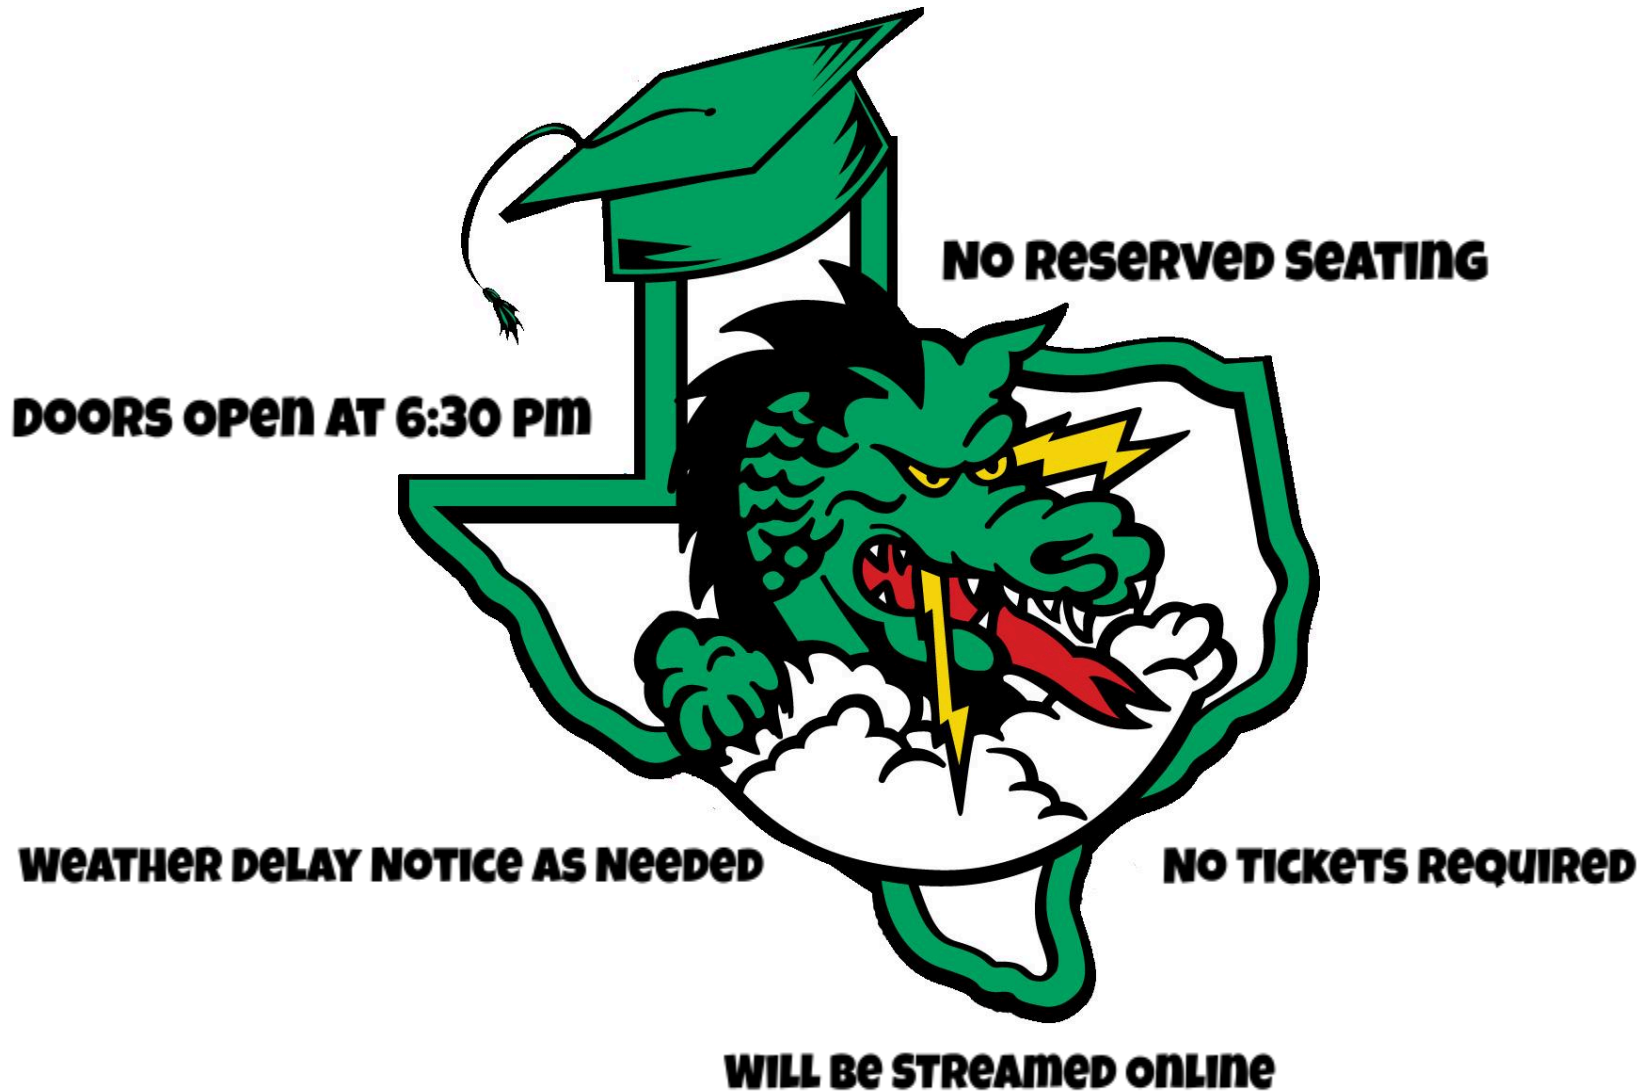 NO RESERVED SEATING
DOORS OPEN AT 6:30 PM
WEATHER DELAY NOTICE AS NEEDED
NO TICKETS REQUIRED
WILL BE STREAMED ONLINE